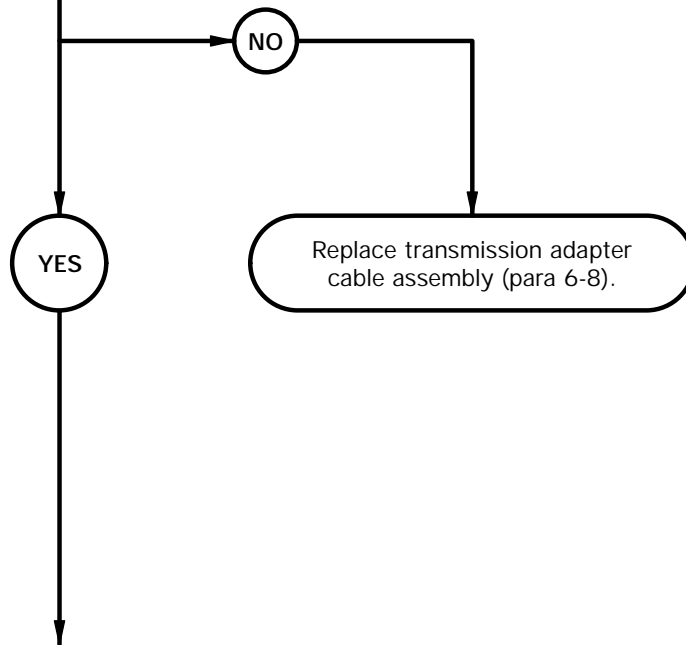 NO
YES
Replace transmission adapter
cable assembly (para 6-8).